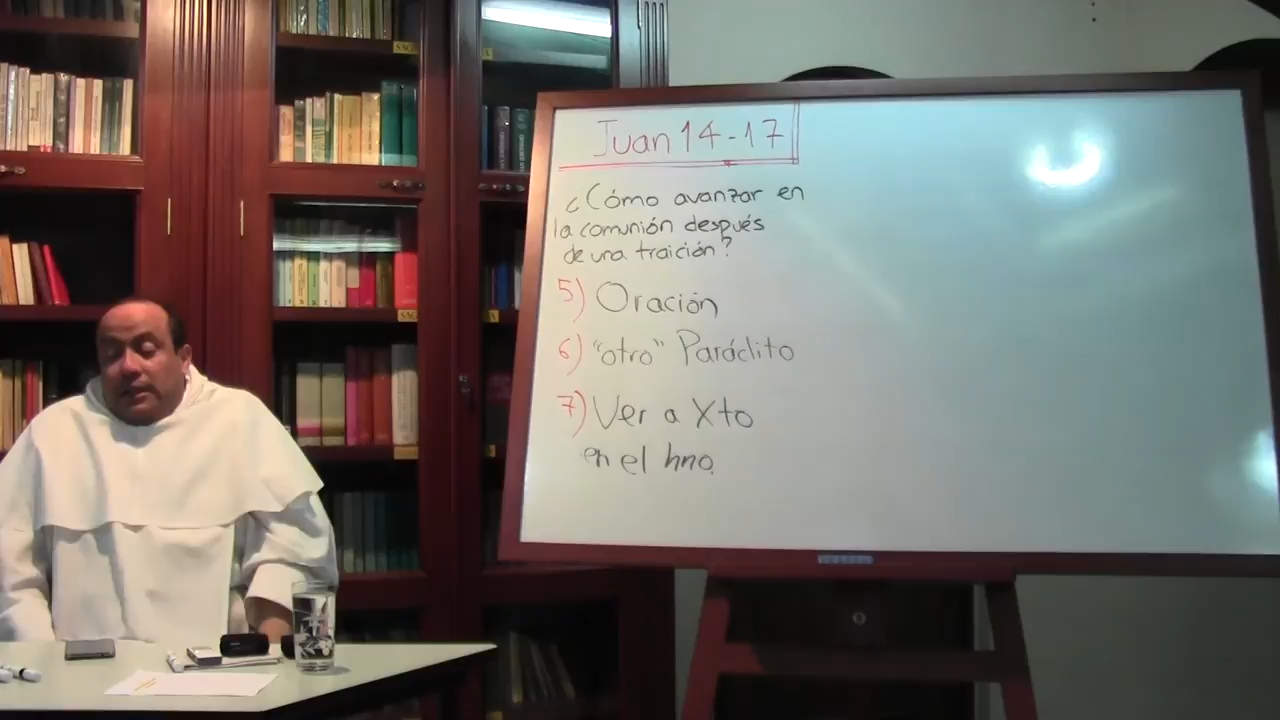 Juan 14-17
¿Cómo avanzar en
la comunión después
de una traición?
5) Oración
6) "otro" Paráclito
7) Ver a Xto
en el hno.